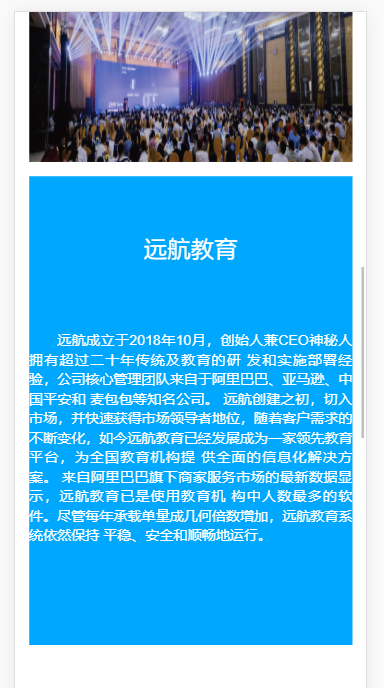 远航教育
远航成立于2018年10月，创始人兼CEO神秘人
拥有超过二十年传统及教育的研 发和实施部署经
验，公司核心管理团队来自于阿里巴巴、亚马逊、中
国平安和 麦包包等知名公司。 远航创建之初，切入
市场，并快速获得市场领导者地位，随着客户需求的
不断变化，如今远航教育已经发展成为一家领先教育
平台，为全国教育机构提 供全面的信息化解决方
案。 来自阿里巴巴旗下商家服务市场的最新数据显
示，远航教育已是使用教育机 构中人数最多的软
件。尽管每年承载单量成几何倍数增加，远航教育系
统依然保持 平稳、安全和顺畅地运行。